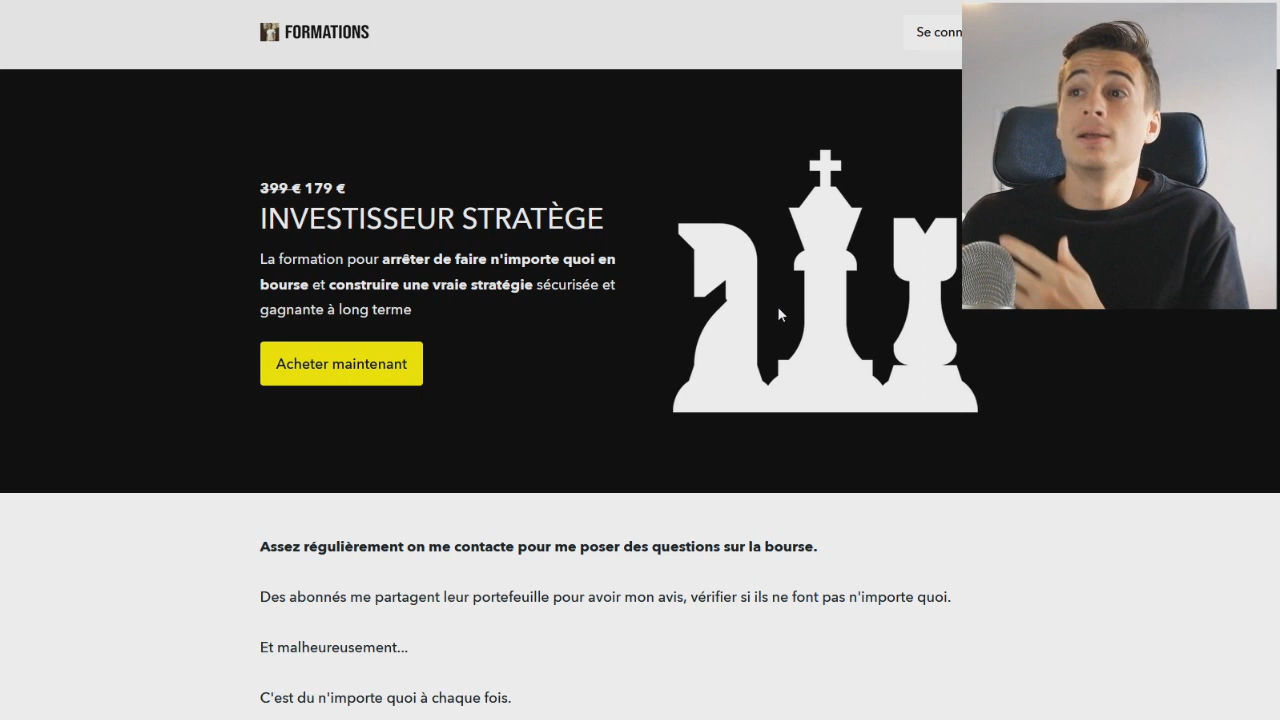 FORMATIONS
Se conn
399 € 179 €
INVESTISSEUR STRATÈGE
La formation pour arrêter de faire n'importe quoi en
bourse et construire une vraie stratégie sécurisée et
gagnante à long terme
Acheter maintenant
Assez régulièrement on me contacte pour me poser des questions sur la bourse.
Des abonnés me partagent leur portefeuille pour avoir mon avis, vérifier si ils ne font pas n'importe quoi.
Et malheureusement...
C'est du n'importe quoi à chaque fois.